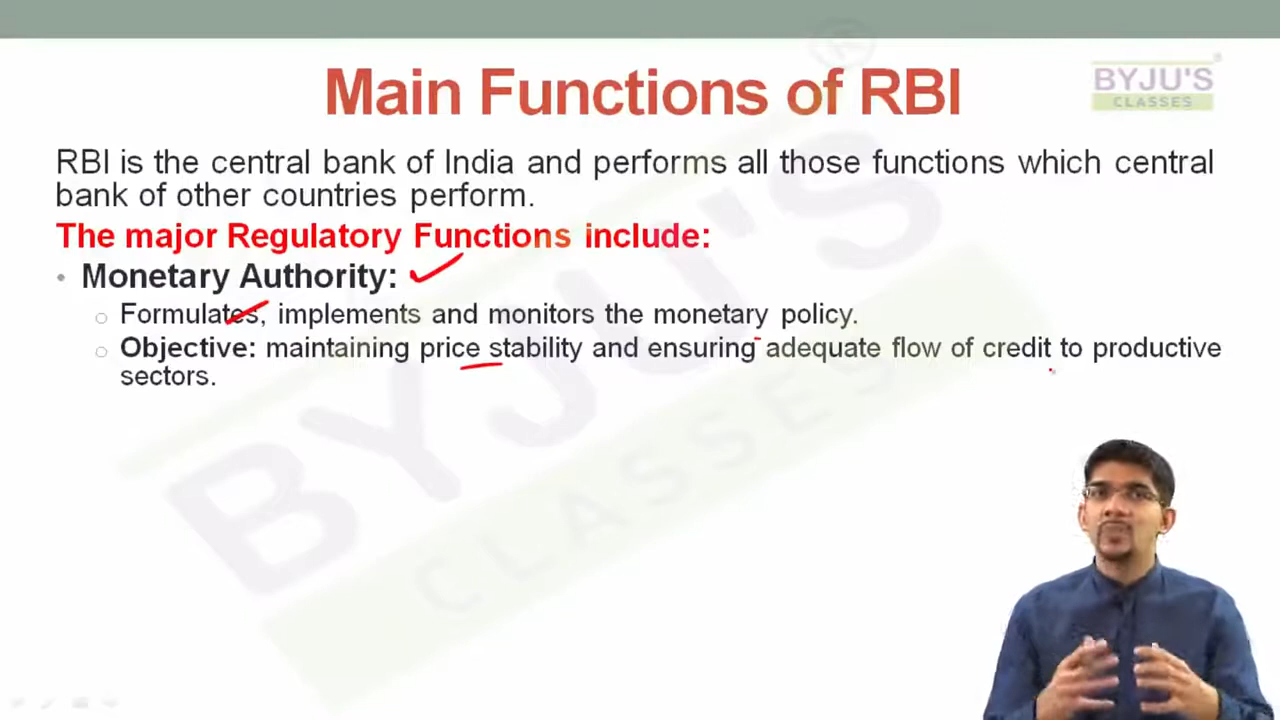 Main Functions of RBI
BYJU'S
CLASSES
RBI is the central bank of India and performs all those functions which central
bank of other countries perform.
The major Regulatory Functions include:
• Monetary Authority:
o Formulates, implements and monitors the monetary policy.
o Objective: maintaining price stability and ensuring adequate flow of credit to productive
sectors.
BYJU'S
CLASSES
®